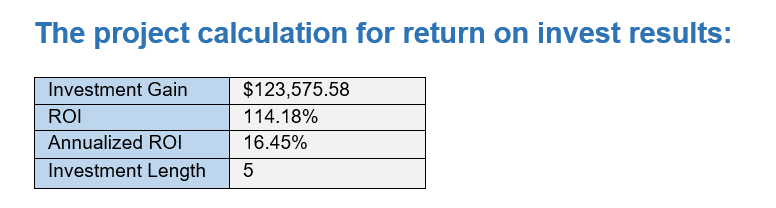 The project calculation for return on invest results:
Investment Gain $123,575.58
ROI 114.18%
Annualized ROI 16.45%
Investment Length 5